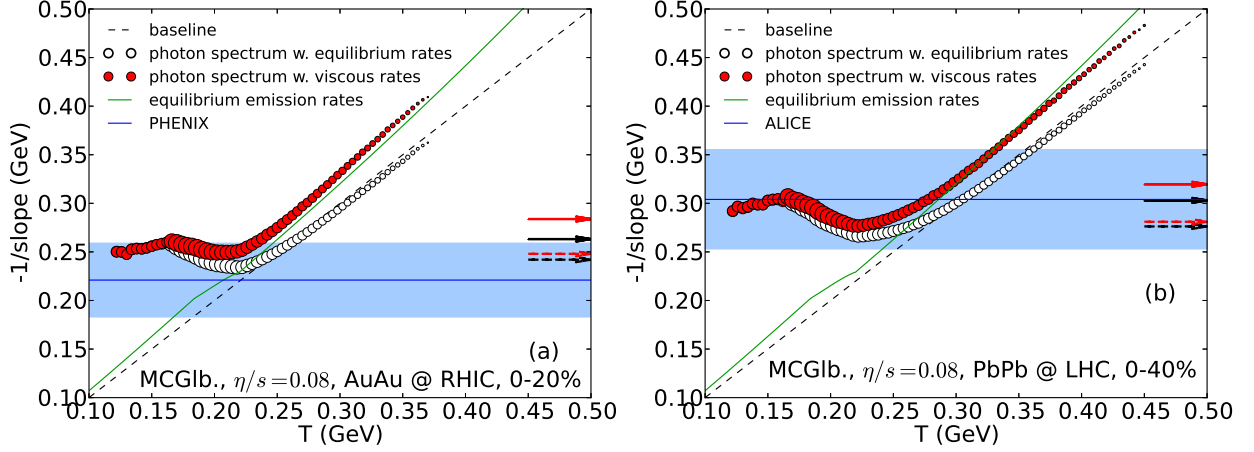 baseline
photon spectrum w. equilibrium rates
photon spectrum w. viscous rates
equilibrium emission rates
PHENIX
0.50
0.45
0.40
0.35
0.30
0.25
0.20
0.15
0.10
-1/slope (GeV)
(a)
MCGlb., η/s=0.08, AuAu @ RHIC, 0-20%
0.10 0.15 0.20 0.25 0.30 0.35 0.40 0.45 0.50
T (GeV)
baseline
photon spectrum w. equilibrium rates
photon spectrum w. viscous rates
equilibrium emission rates
ALICE
0.50
0.45
0.40
0.35
0.30
0.25
0.20
0.15
0.10
-1/slope (GeV)
(b)
MCGlb., η/s=0.08, PbPb @ LHC, 0-40%
0.10 0.15 0.20 0.25 0.30 0.35 0.40 0.45 0.50
T (GeV)